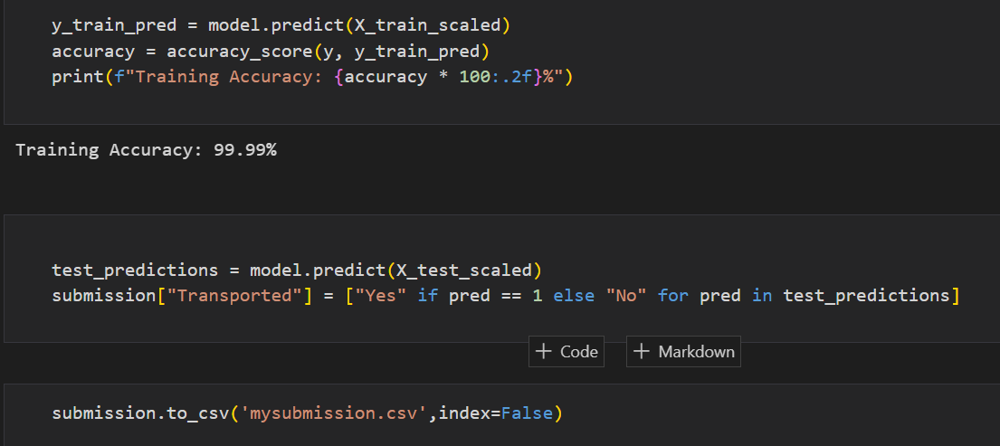 y_train_pred = model.predict(X_train_scaled)
accuracy = accuracy_score(y, y_train_pred)
print(f"Training Accuracy: {accuracy * 100:.2f}%")
Training Accuracy: 99.99%
test_predictions = model.predict(X_test_scaled)
submission["Transported"] = ["Yes" if pred == 1 else "No" for pred in test_predictions]
+ Code + Markdown
submission.to_csv('mysubmission.csv',index=False)